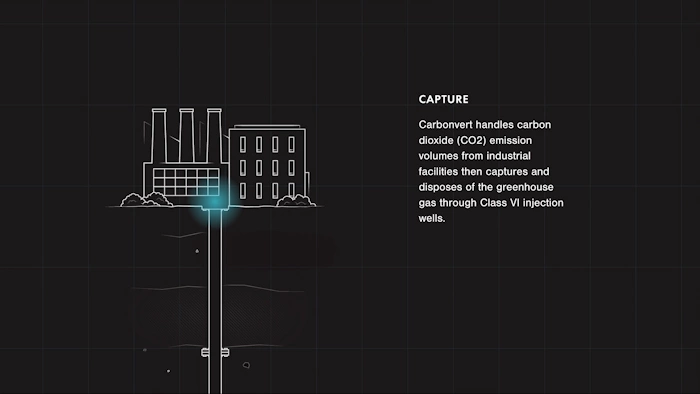 CAPTURE
Carbonvert handles carbon
dioxide (CO2) emission
volumes from industrial
facilities then captures and
disposes of the greenhouse
gas through Class VI injection
wells.